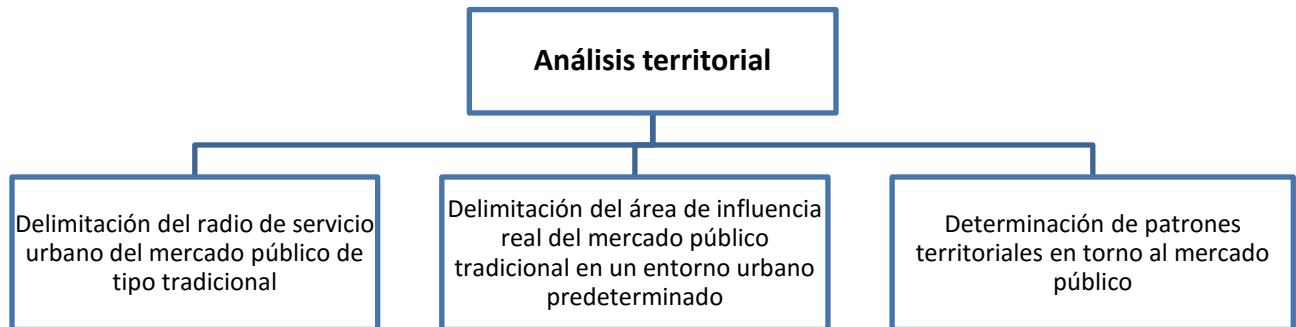 Análisis territorial
Delimitación del radio de servicio
urbano del mercado público de
tipo tradicional
Delimitación del área de influencia
real del mercado público
tradicional en un entorno urbano
predeterminado
Determinación de patrones
territoriales en torno al mercado
público